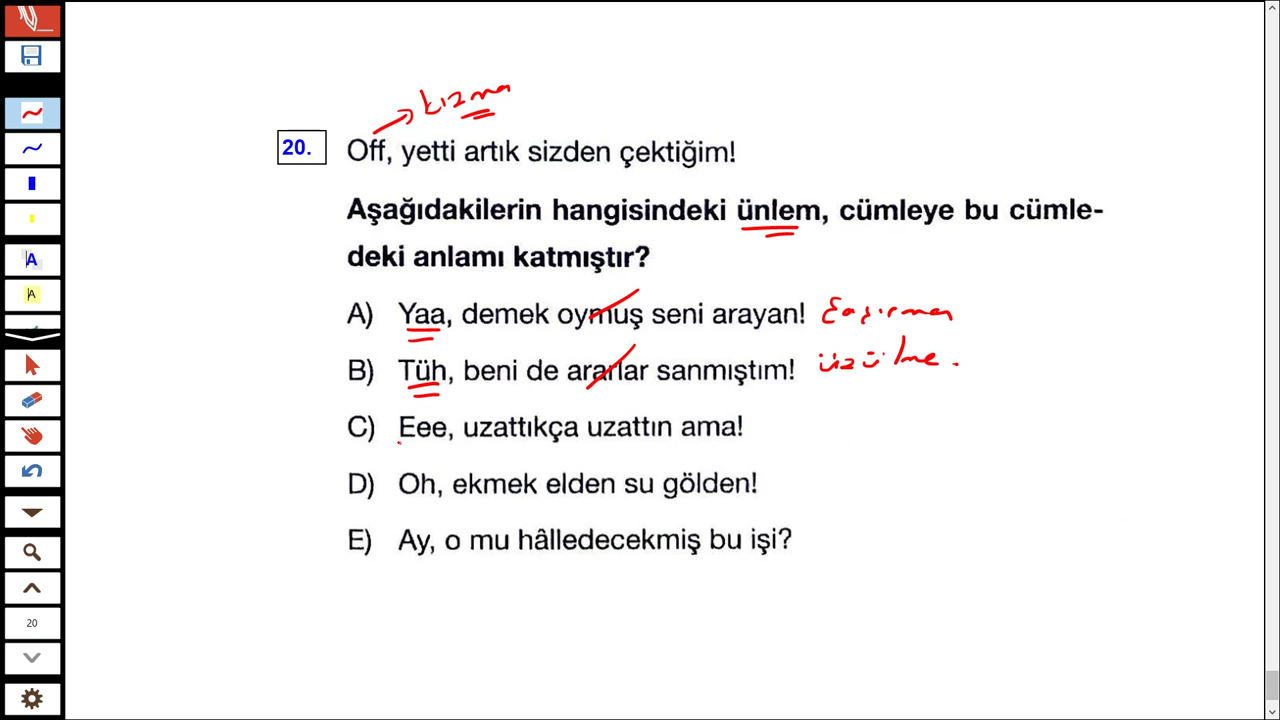 kızma
20. Off, yetti artık sizden çektiğim!
Aşağıdakilerin hangisindeki ünlem, cümleye bu cümle-
deki anlamı katmıştır?
A) Yaa, demek oymuş seni arayan! şaşırma
B) Tüh, beni de ararlar sanmıştım! üzülme.
C) Eee, uzattıkça uzattın ama!
D) Oh, ekmek elden su gölden!
E) Ay, o mu hâlledecekmiş bu işi?
A
A
20